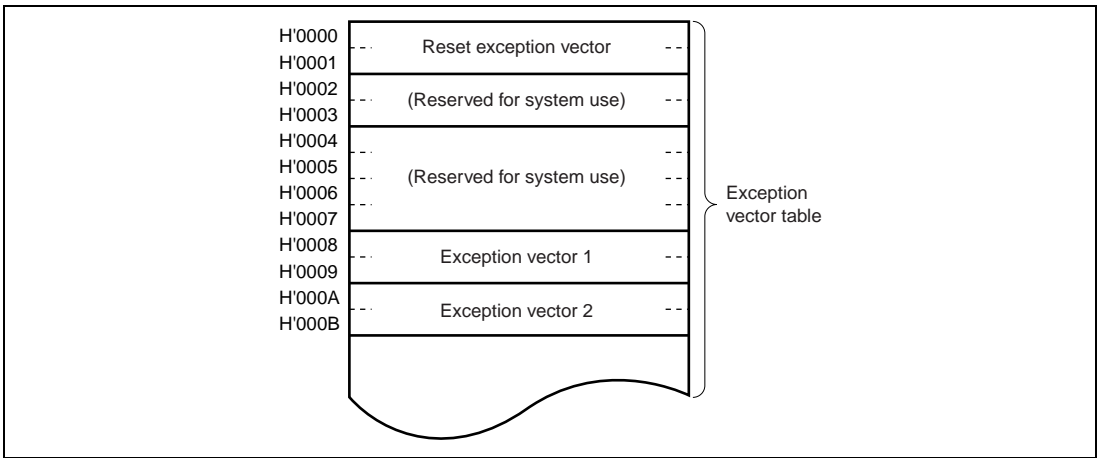 H'0000
Reset exception vector
H'0001
H'0002
(Reserved for system use)
H'0003
H'0004
H'0005
(Reserved for system use)
H'0006
Exception
vector table
H'0007
H'0008
Exception vector 1
H'0009
H'000A
Exception vector 2
H'000B